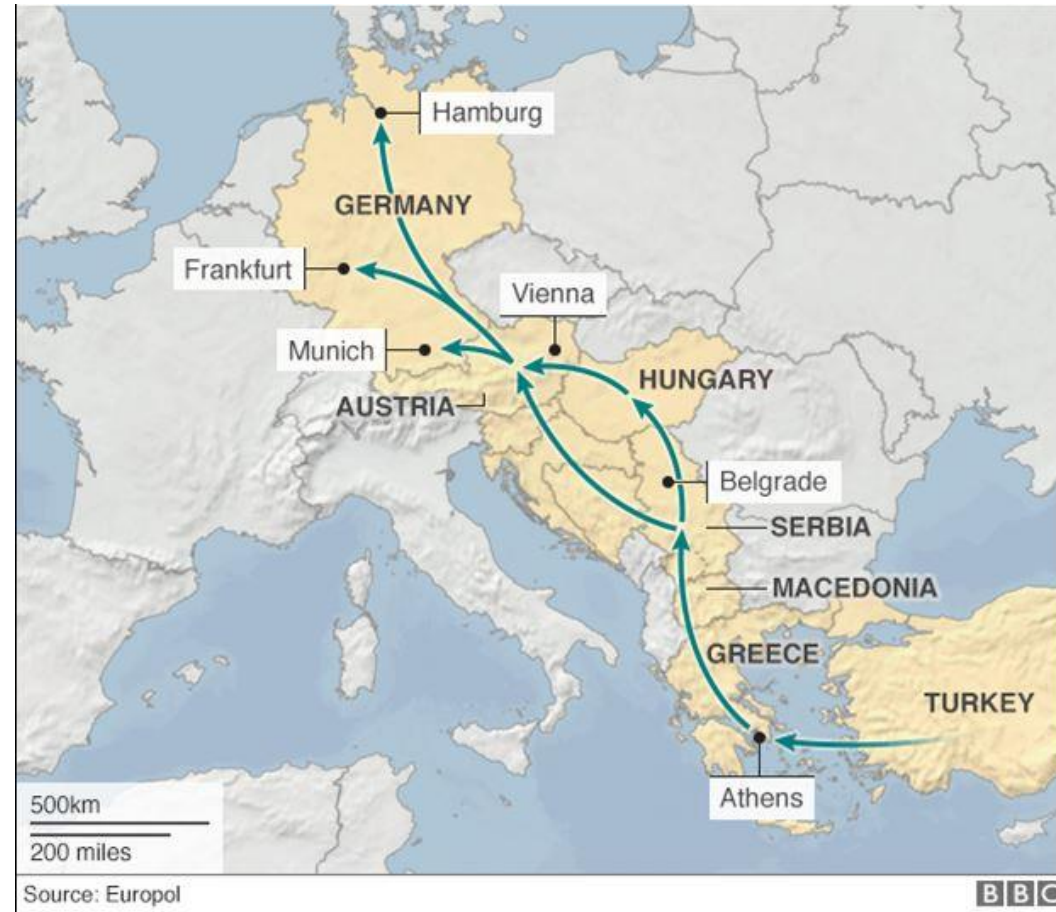 Hamburg
GERMANY
Frankfurt
Vienna
Munich
HUNGARY
AUSTRIA
Belgrade
SERBIA
MACEDONIA
GREECE
TURKEY
Athens
500km
200 miles
Source: Europol
BBC